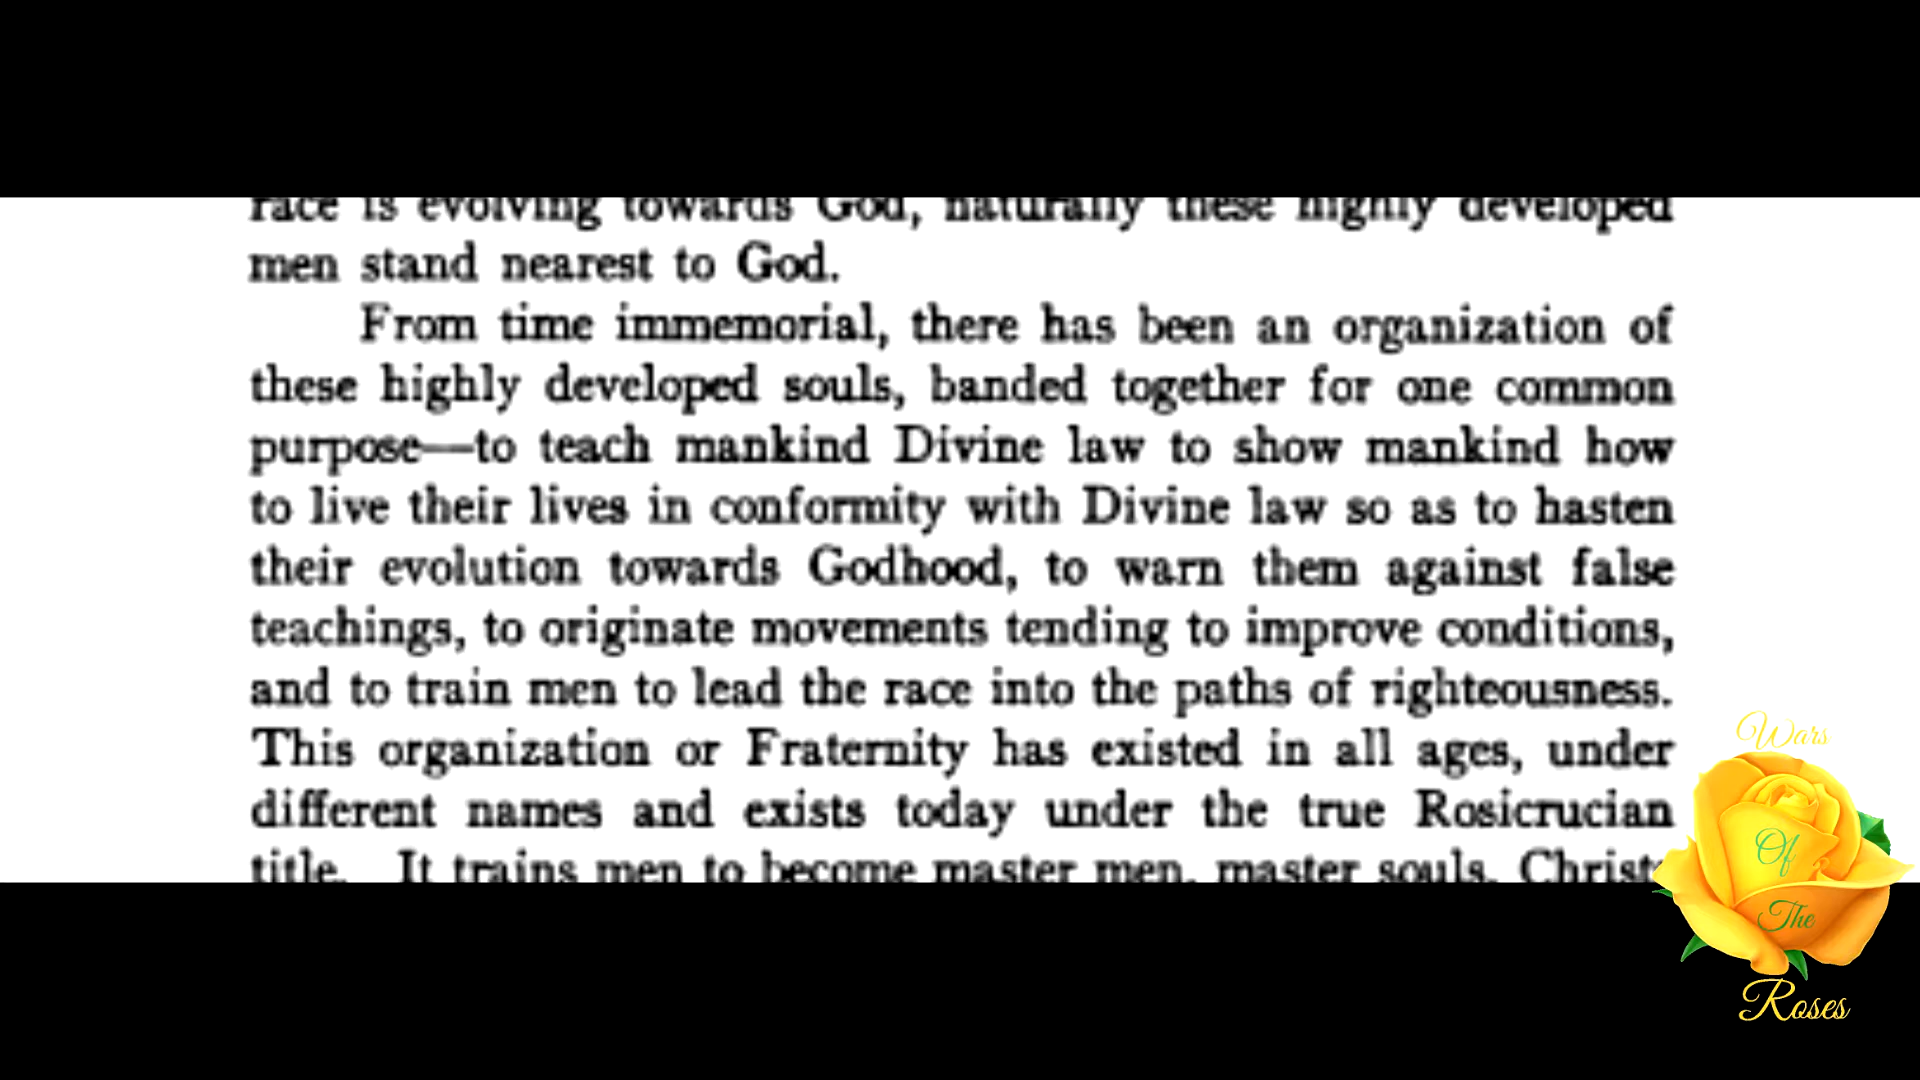 race is evolving towards God, naturally these highly developed
men stand nearest to God.
From time immemorial, there has been an organization of
these highly developed souls, banded together for one common
purpose—to teach mankind Divine law to show mankind how
to live their lives in conformity with Divine law so as to hasten
their evolution towards Godhood, to warn them against false
teachings, to originate movements tending to improve conditions,
and to train men to lead the race into the paths of righteousness.
This organization or Fraternity has existed in all ages, under
different names and exists today under the true Rosicrucian
title. It trains men to become master men, master souls, Christs
Wars
Of
The
Roses